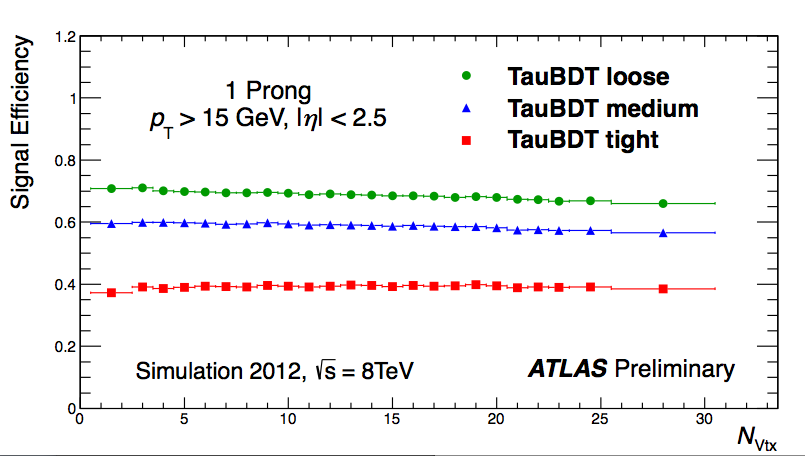 Signal Efficiency
1.2
1
0.8
0.6
0.4
0.2
0
1 Prong
pT > 15 GeV, |η| < 2.5
TauBDT loose
TauBDT medium
TauBDT tight
Simulation 2012, √s = 8TeV
ATLAS Preliminary
0 5 10 15 20 25 30
NVtx